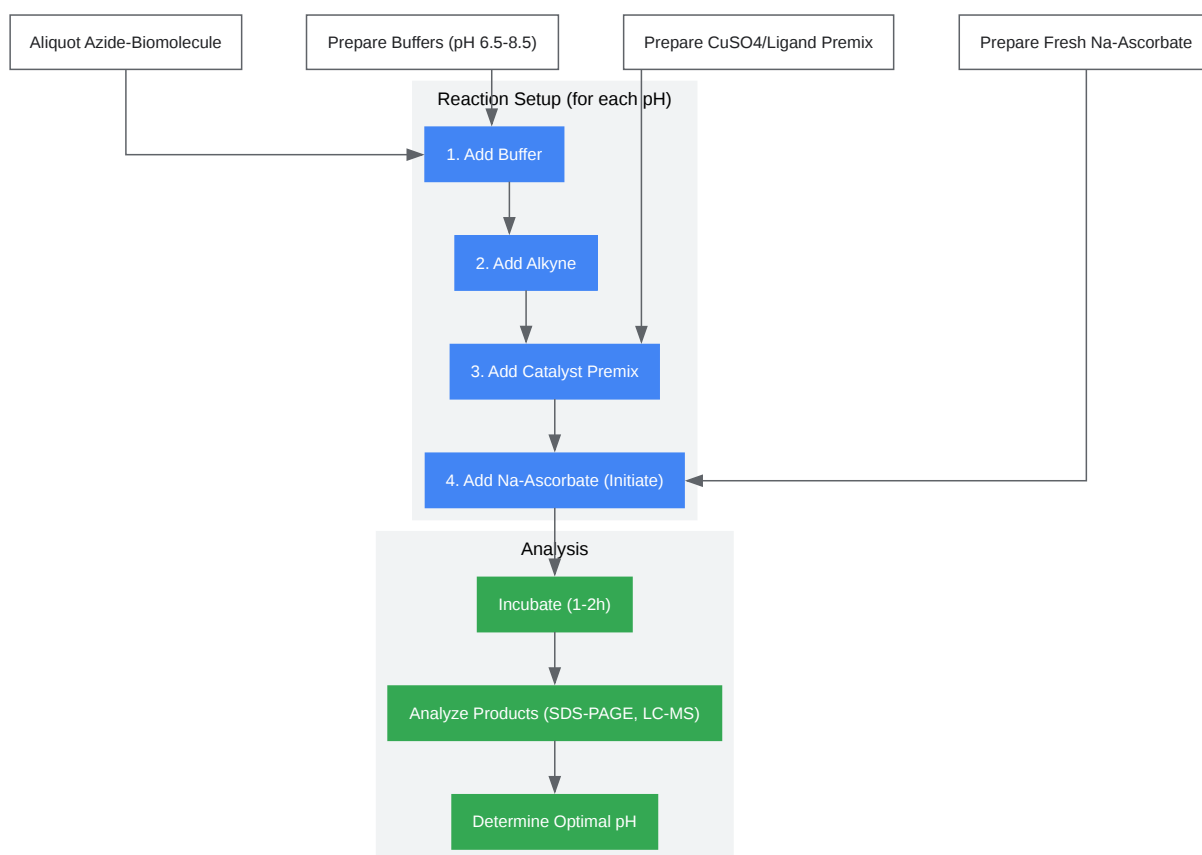 Aliquot Azide-Biomolecule
Prepare Buffers (pH 6.5-8.5)
Prepare CuSO4/Ligand Premix
Prepare Fresh Na-Ascorbate
Reaction Setup (for each pH)
1. Add Buffer
2. Add Alkyne
3. Add Catalyst Premix
4. Add Na-Ascorbate (Initiate)
Analysis
Incubate (1-2h)
Analyze Products (SDS-PAGE, LC-MS)
Determine Optimal pH